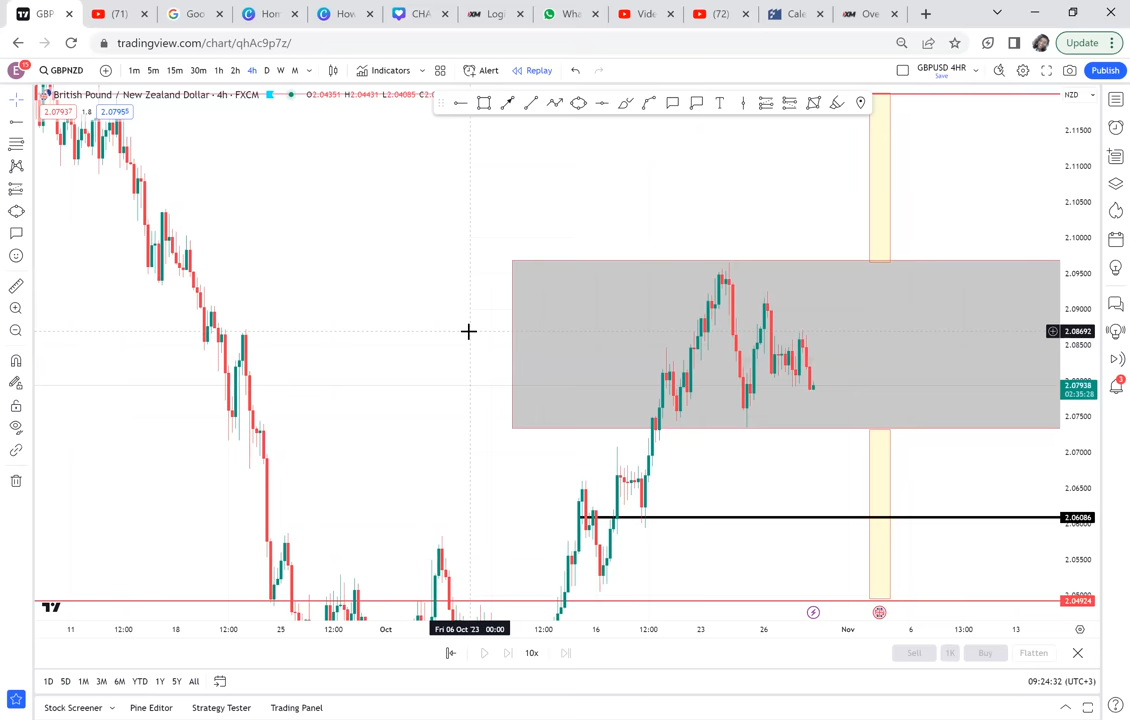 GBP
(71)
Goo
Hom
How
CHA
Logi
Wha
Vide
(72)
Cale
Ove
tradingview.com/chart/qhAc9p7z/
Update
E
15
GBPNZD
1m 5m 15m 30m 1h 2h 4h D W M
Indicators
Alert
Replay
GBPUSD 4HR
Save
Publish
British Pound / New Zealand Dollar · 4h · FXCM
O2.04351 H2.04431 L2.04085 C2.0
NZD
2.07937
1.8
2.07955
T
2.11500
2.11000
2.10500
2.10000
2.09500
2.09000
2.08692
2.08500
2.07938
02:35:28
2.07500
2.07000
2.06500
2.06086
2.05500
2.04924
3
11 12:00 18 12:00 25 12:00 Oct Fri 06 Oct '23 00:00 12:00 16 12:00 23 26 Nov 6 13:00 13
10x
Sell 1K Buy Flatten
1D 5D 1M 3M 6M YTD 1Y 5Y All
09:24:32 (UTC+3)
Stock Screener
Pine Editor
Strategy Tester
Trading Panel